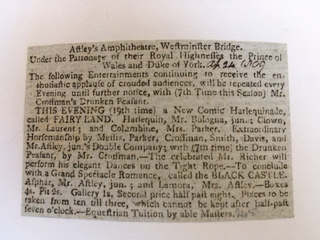 Astley's Amphitheatre, Westminster Bridge.
Under the Patronage of their Royal Highnesses the Prince of
Wales and Duke of York. Ap 24 1809
The following Entertainments continuing to receive the en-
thusiastic applause of crouded audiences, will be repeated every
Evening until further notice, with (7th time this Season) Mr.
Crossman's Drunken Peasant.
THIS EVENING (19th time) a New Comic Harlequinade,
called FAIRY LAND. Harlequin, Mr. Bologna, jun.; Clown,
Mr. Laurent; and Columbine, Mrs. Parker. Extraordinary
Horsemanship by Messrs. Parker, Crossman, Smith, Davis, and
Mr. Astley, jun.'s Double Company; with (7th time) the Drunken
Peasant, by Mr. Crossman.—The celebrated Mr. Richer will
perform his elegant Dances on the Tight Rope.—To conclude
with a Grand Spectacle Romance, called the BLACK CASTLE.
Asphar, Mr. Astley, jun.; and Lamora, Mrs. Astley.—Boxes
4s. Pit 2s. Gallery 1s. Second price half past eight. Places to be
taken from ten till three, which cannot be kept after half-past
seven o'clock.—Equestrian Tuition by able Masters.